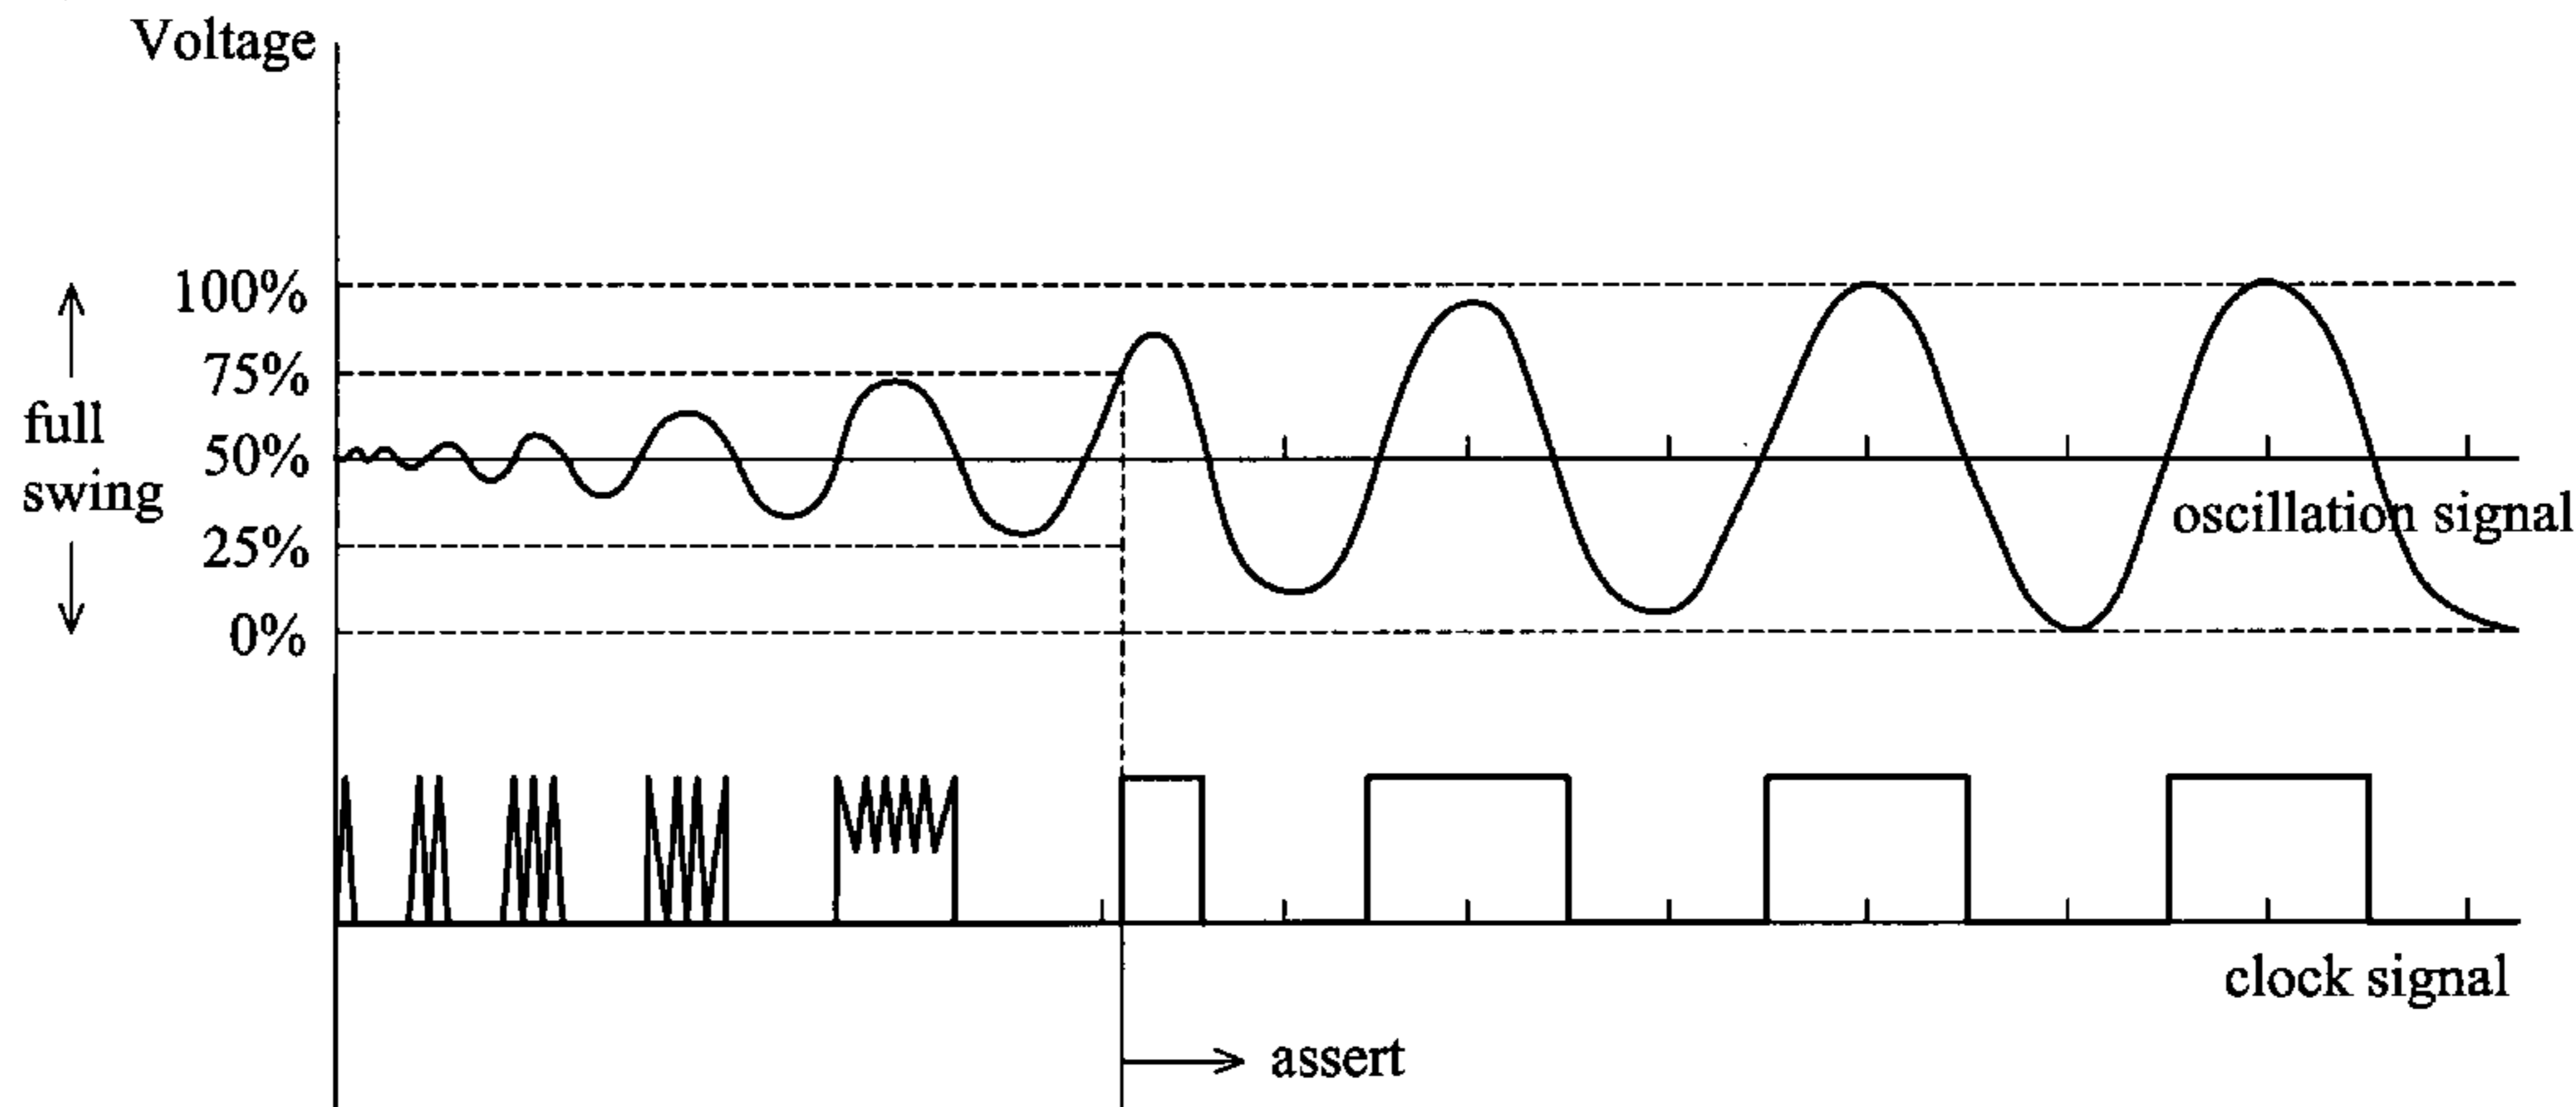 Voltage
100%
75%
full
swing
50%
25%
0%
oscillation signal
clock signal
assert